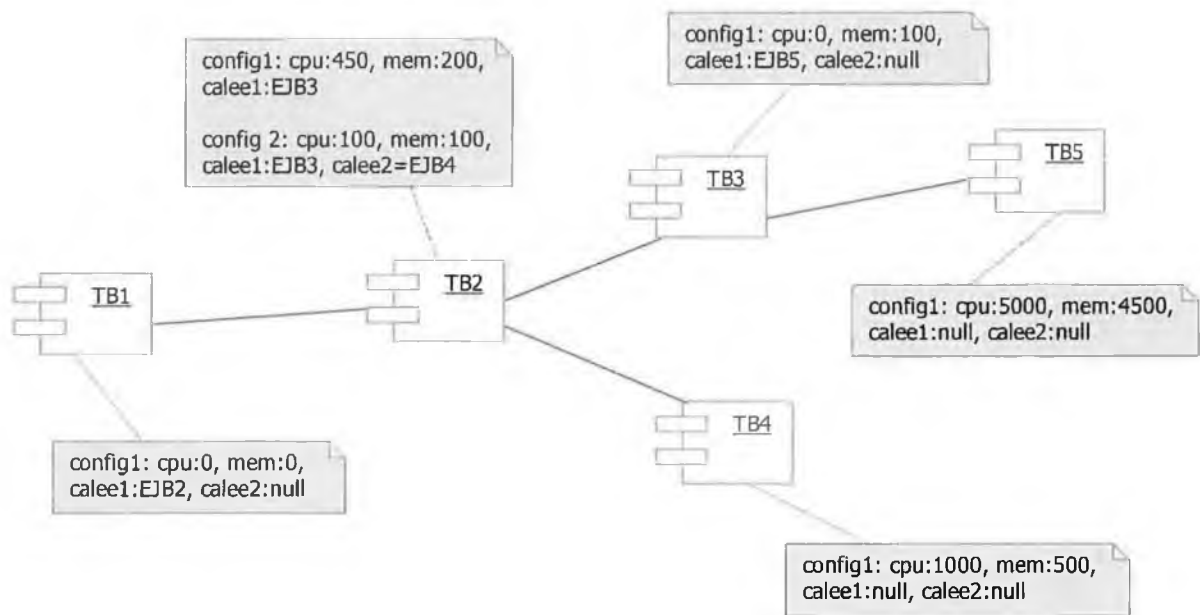 config1: cpu:450, mem:200,
calee1:EJB3
config 2: cpu:100, mem:100,
calee1:EJB3, calee2=EJB4
config1: cpu:0, mem:100,
calee1:EJB5, calee2:null
TB3
TB5
TB1
TB2
config1: cpu:5000, mem:4500,
calee1:null, calee2:null
TB4
config1: cpu:0, mem:0,
calee1:EJB2, calee2:null
config1: cpu:1000, mem:500,
calee1:null, calee2:null